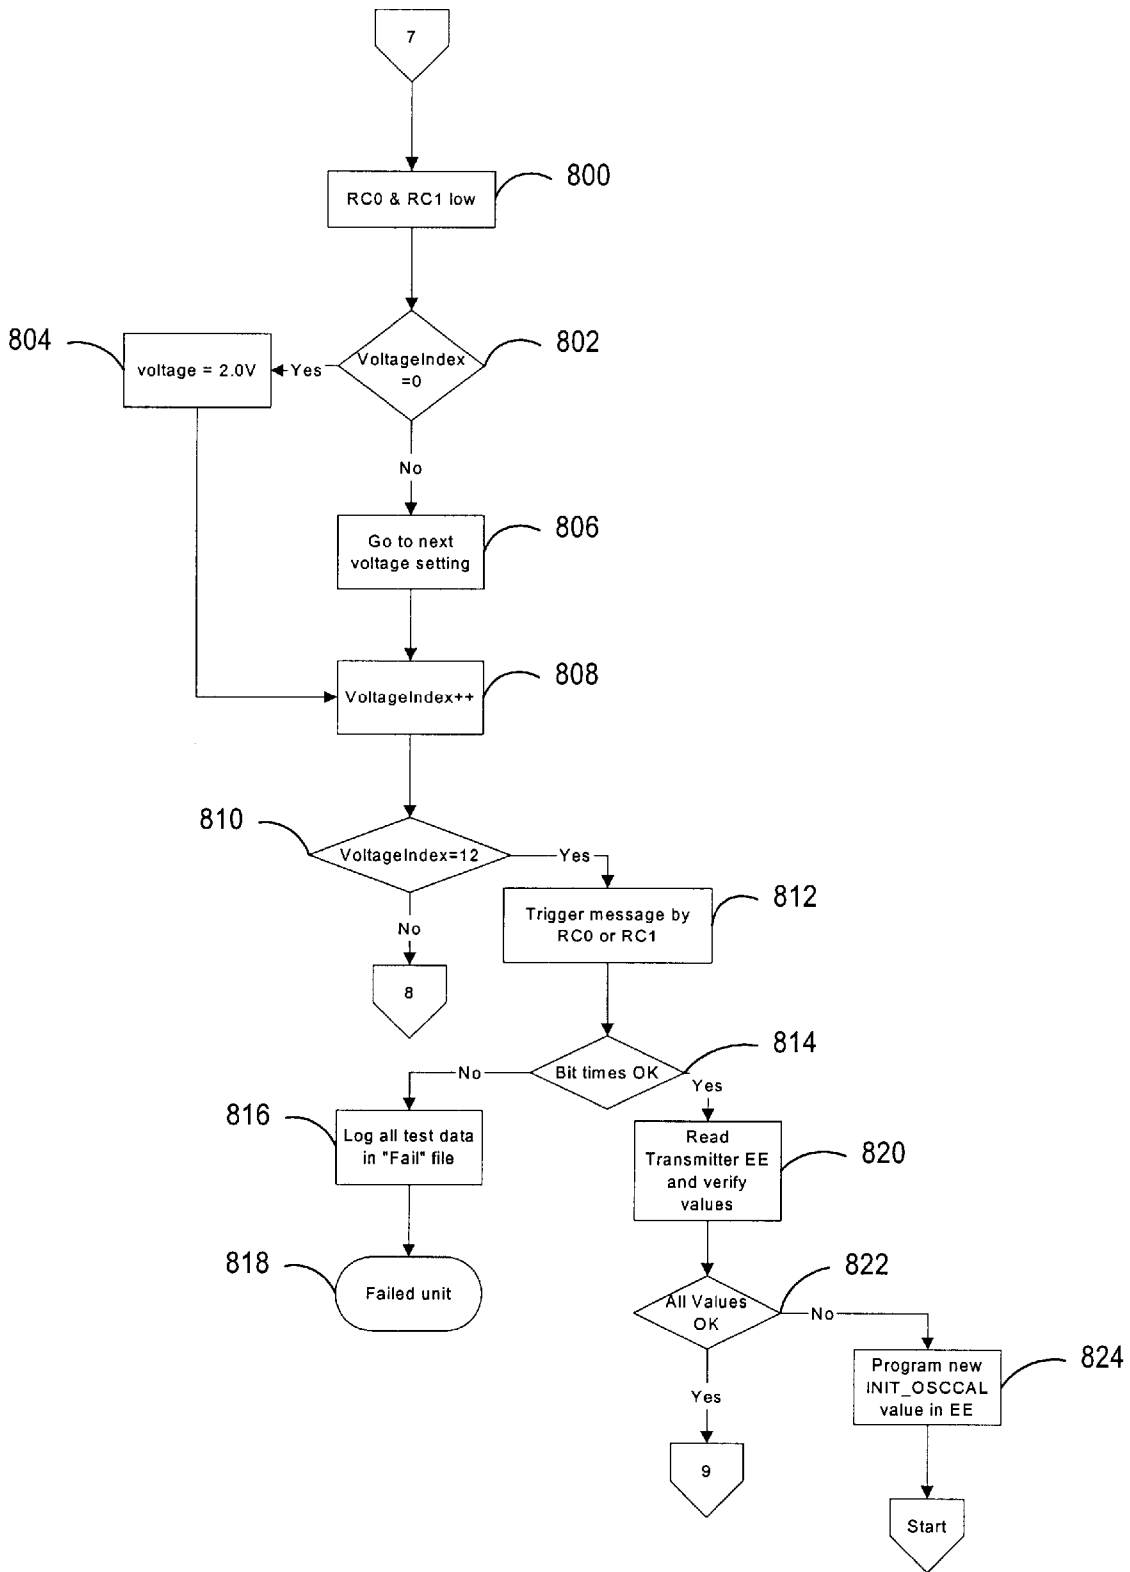 7
800
RC0 & RC1 low
804
802
VoltageIndex
=0
voltage = 2.0V
Yes
No
806
Go to next
voltage setting
808
VoltageIndex++
810
VoltageIndex=12
Yes
812
Trigger message by
RC0 or RC1
No
8
814
Bit times OK
No
Yes
816
Log all test data
in "Fail" file
820
Read
Transmitter EE
and verify
values
818
Failed unit
822
All Values
OK
No
824
Program new
INIT_OSCCAL
value in EE
Yes
9
Start